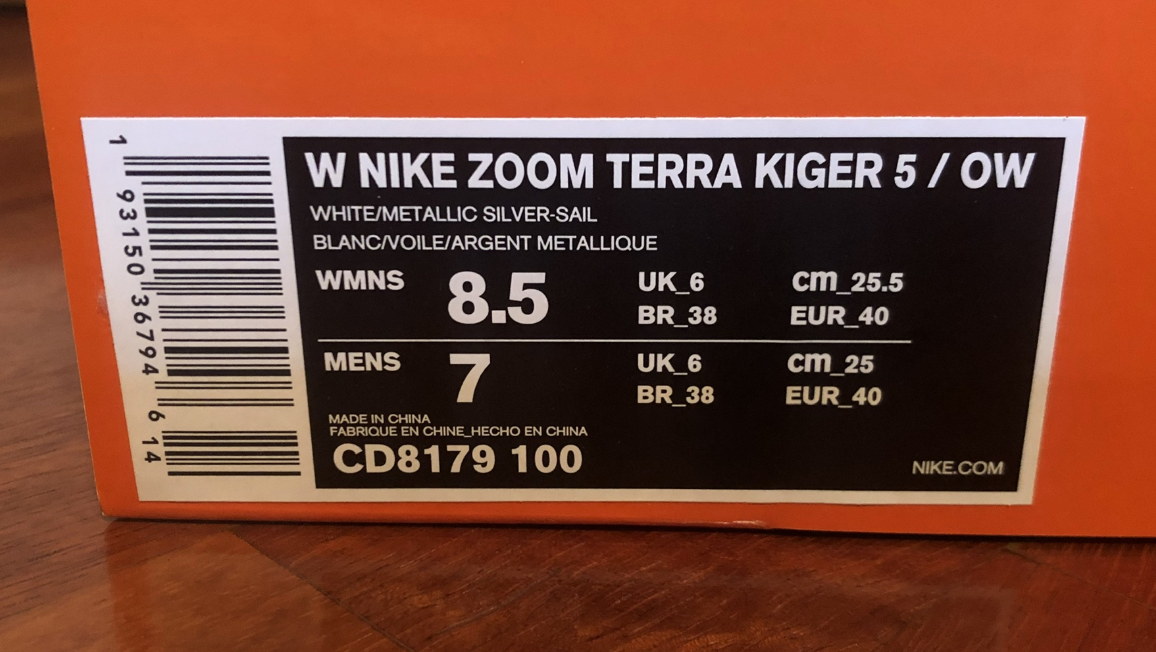 W NIKE ZOOM TERRA KIGER 5 / OW
WHITE/METALLIC SILVER-SAIL
BLANC/VOILE/ARGENT METALLIQUE
WMNS 8.5 UK_6 cm_25.5
BR_38 EUR_40
MENS 7 UK_6 cm_25
BR_38 EUR_40
MADE IN CHINA
FABRIQUE EN CHINE_HECHO EN CHINA
CD8179 100
NIKE.COM
1 93150 36794 6 14